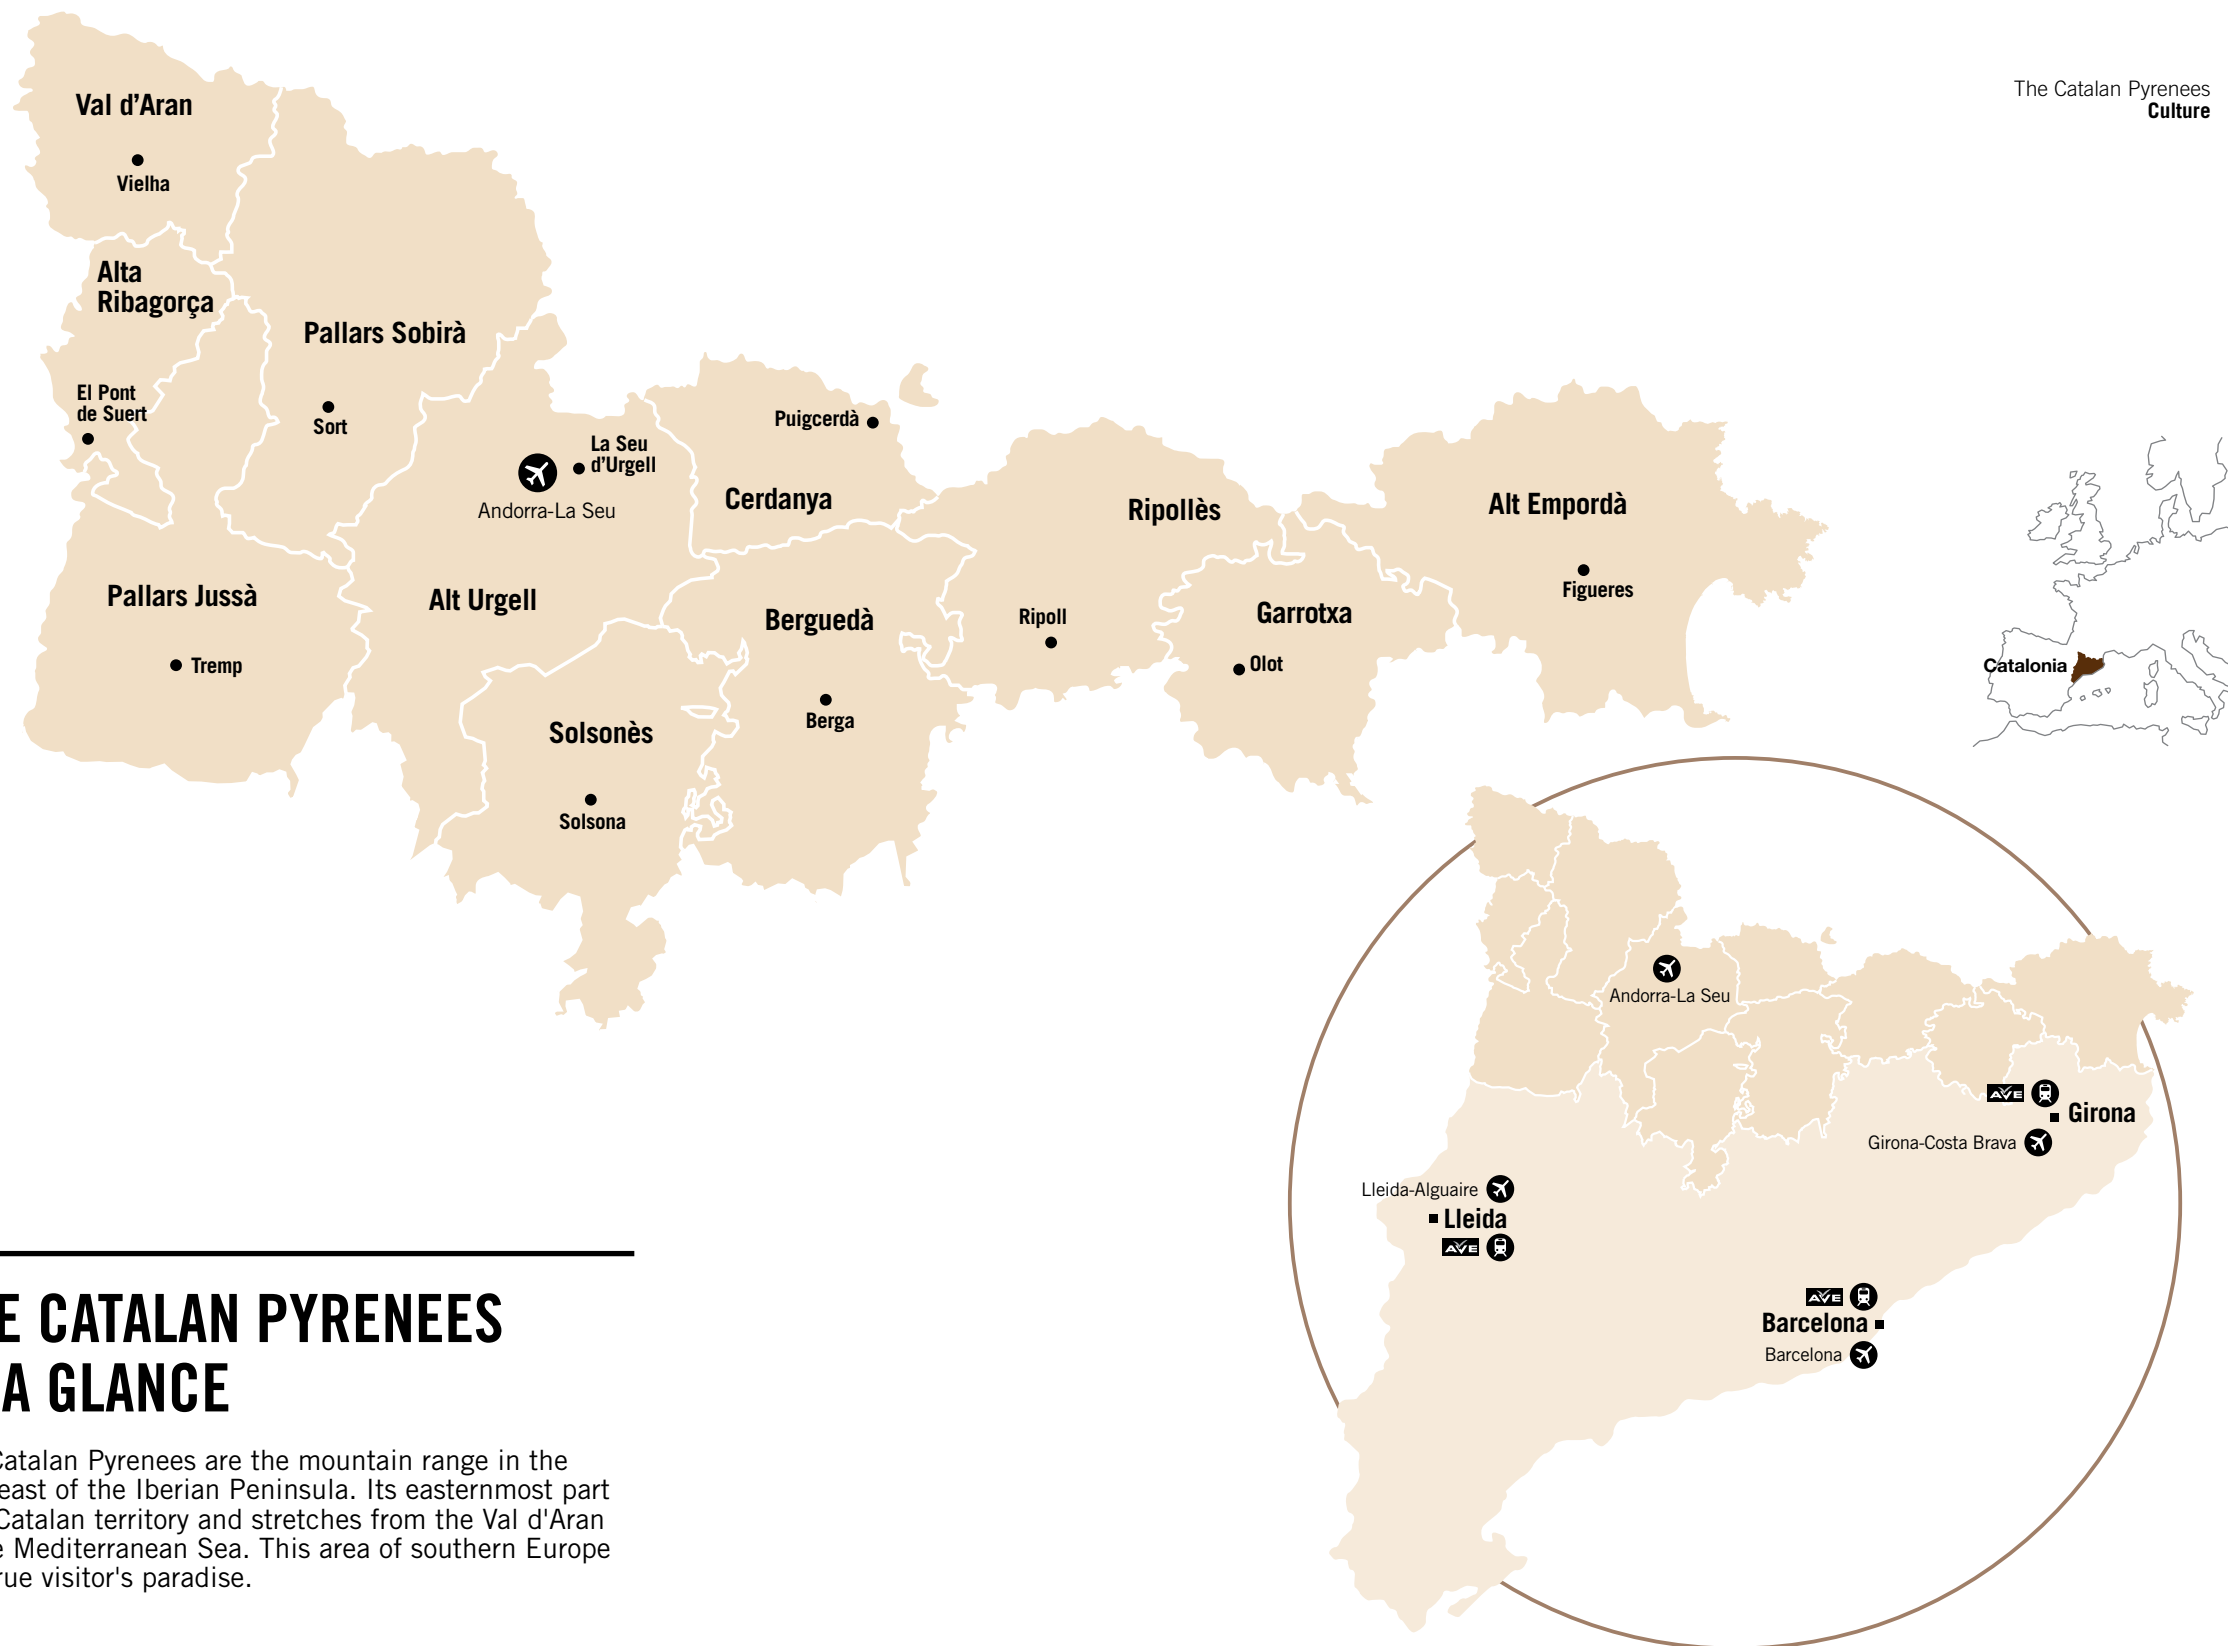 The Catalan Pyrenees
Culture
Val d'Aran
Vielha
Alta
Ribagorça
Pallars Sobirà
El Pont
de Suert
Sort
Puigcerdà
La Seu
d'Urgell
Andorra-La Seu
Cerdanya
Ripollès
Alt Empordà
Figueres
Pallars Jussà
Alt Urgell
Berguedà
Ripoll
Garrotxa
Tremp
Olot
Catalonia
Berga
Solsonès
Solsona
Andorra-La Seu
AVE
Girona
Girona-Costa Brava
Lleida-Alguaire
Lleida
AVE
AVE
Barcelona
Barcelona
E CATALAN PYRENEES
A GLANCE
Catalan Pyrenees are the mountain range in the
east of the Iberian Peninsula. Its easternmost part
Catalan territory and stretches from the Val d'Aran
e Mediterranean Sea. This area of southern Europe
rue visitor's paradise.